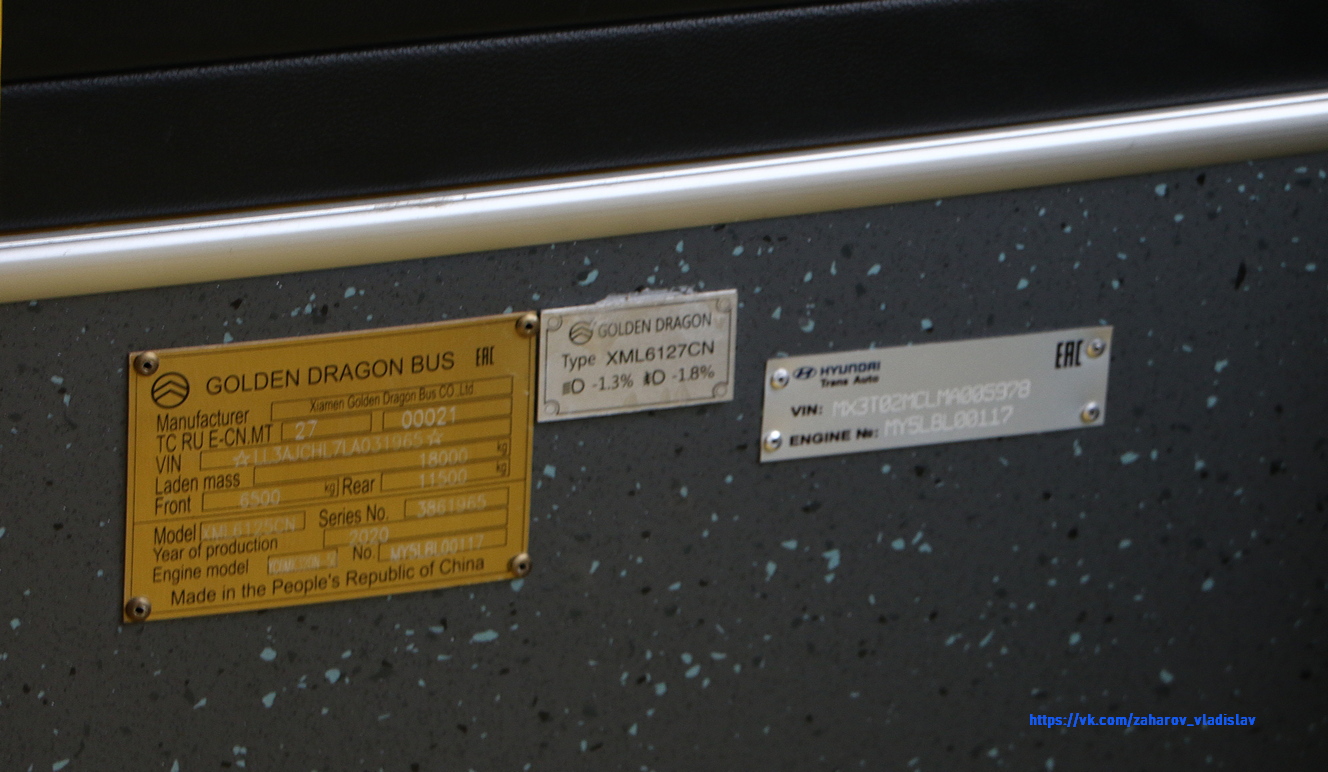 GOLDEN DRAGON BUS EAC
Manufacturer Xiamen Golden Dragon Bus CO.,Ltd
TC RU E-CN.MT 27 00021
VIN ☆LL3AJCHL7LA031965☆
Laden mass 18000 kg
Front 6500 kg Rear 11500 kg
Model XML6125CN Series No. 3861965
Year of production 2020
Engine model No. MY5L8L00117
Made in the People's Republic of China
GOLDEN DRAGON
Type XML6127CN
-1.3% -1.8%
HYUNDAI EAC
Trans Auto
VIN: MX3T02MCLMA005978
ENGINE №: MY5L8L00117
https://vk.com/zaharov_vladislav